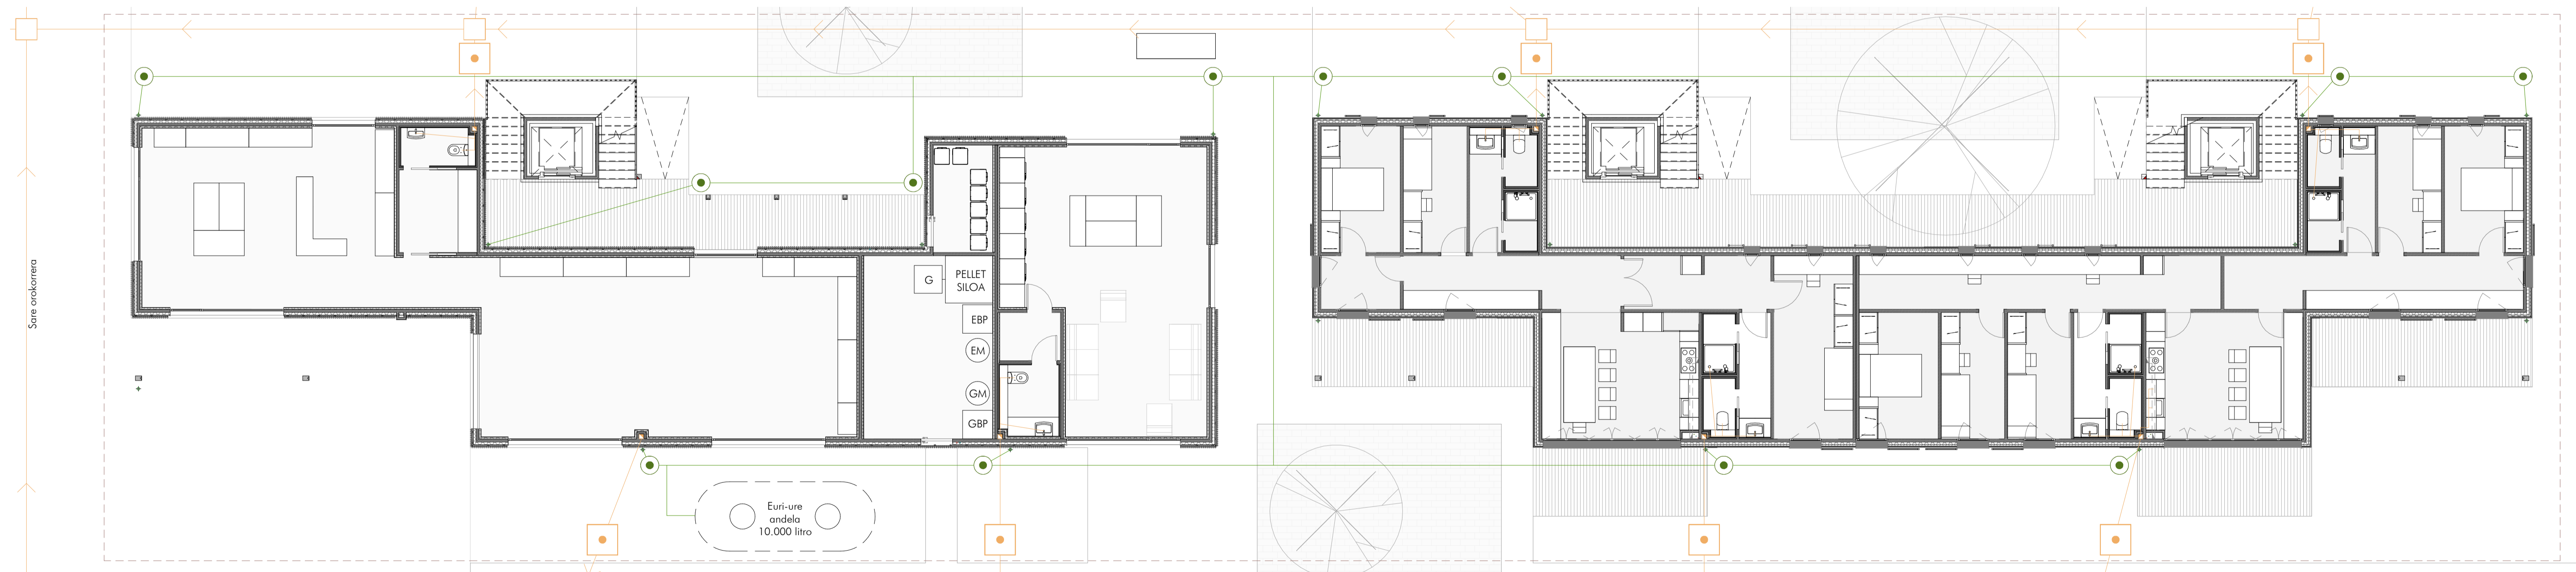 Sare orokorrera
G
PELLET
SILOA
EBP
EM
GM
GBP
Euri-ure
andela
10.000 litro